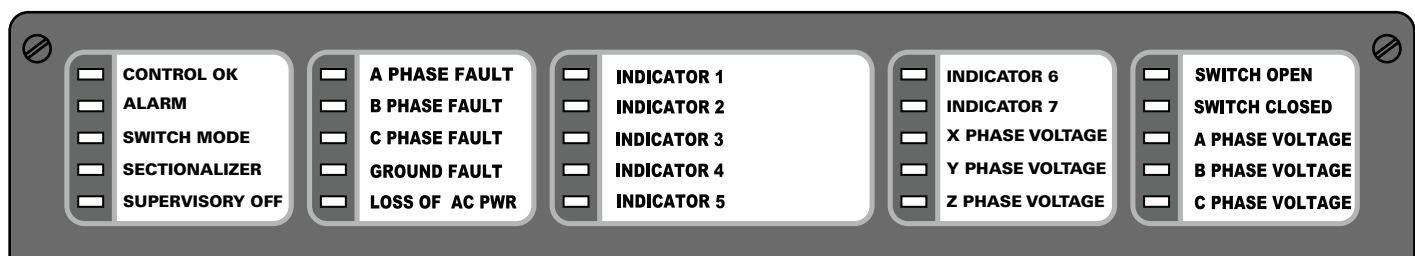 CONTROL OK
ALARM
SWITCH MODE
SECTIONALIZER
SUPERVISORY OFF
A PHASE FAULT
B PHASE FAULT
C PHASE FAULT
GROUND FAULT
LOSS OF AC PWR
INDICATOR 1
INDICATOR 2
INDICATOR 3
INDICATOR 4
INDICATOR 5
INDICATOR 6
INDICATOR 7
X PHASE VOLTAGE
Y PHASE VOLTAGE
Z PHASE VOLTAGE
SWITCH OPEN
SWITCH CLOSED
A PHASE VOLTAGE
B PHASE VOLTAGE
C PHASE VOLTAGE